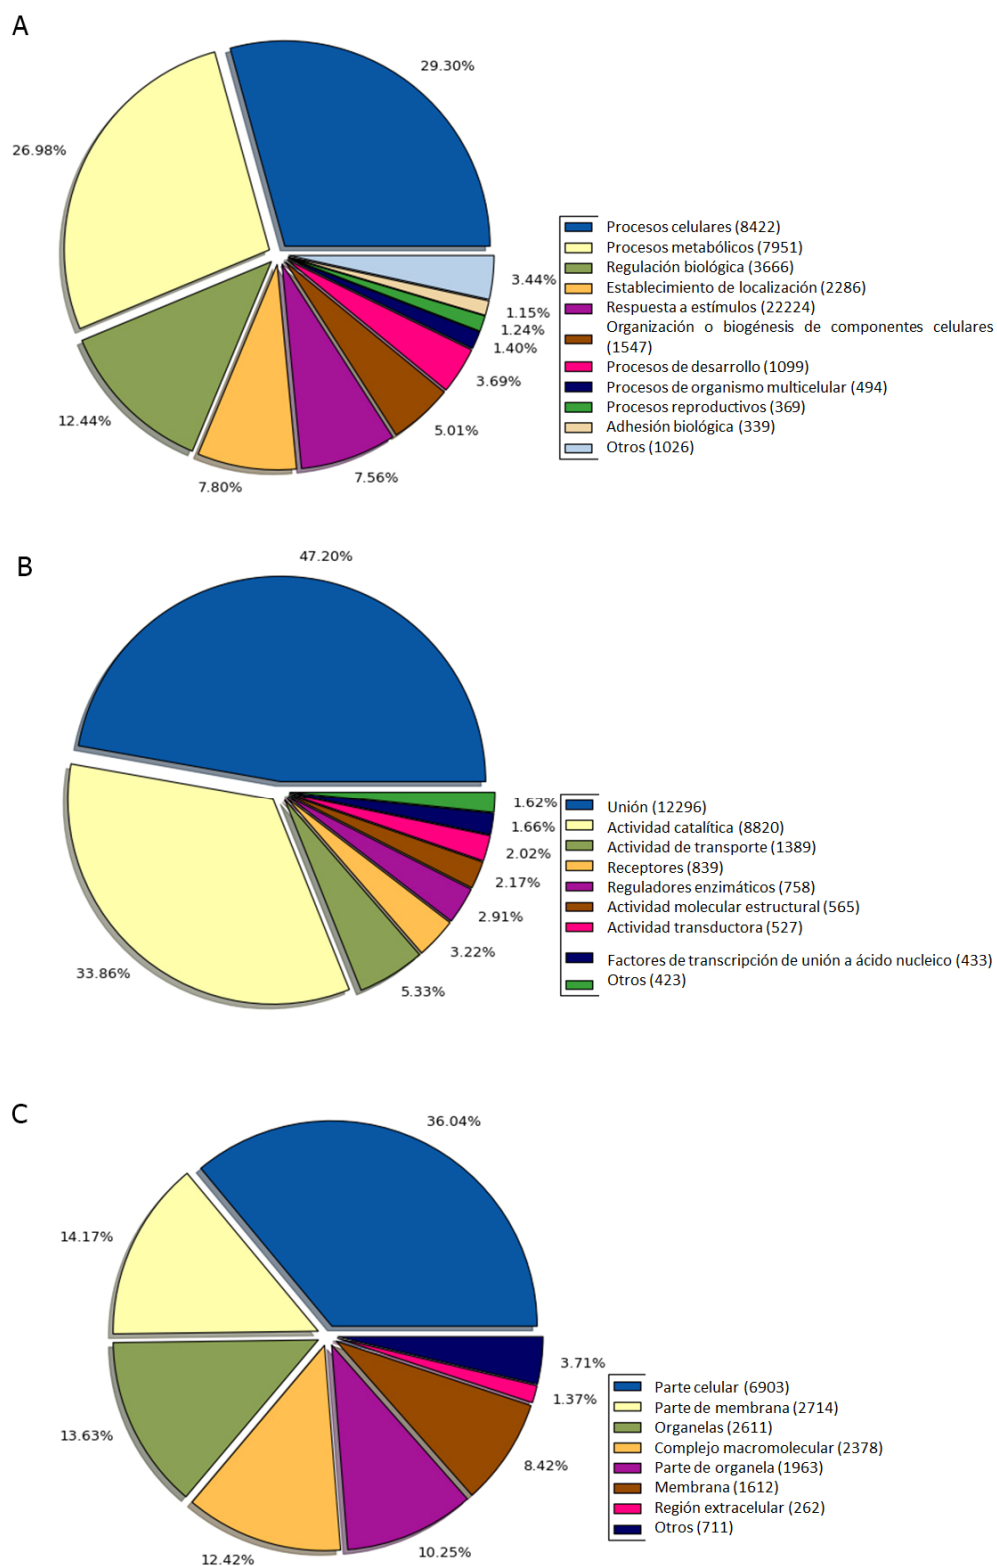 A
29.30%
26.98%
12.44%
7.80%
7.56%
5.01%
3.69%
1.40%
1.24%
1.15%
3.44%
Procesos celulares (8422)
Procesos metabólicos (7951)
Regulación biológica (3666)
Establecimiento de localización (2286)
Respuesta a estímulos (22224)
Organización o biogénesis de componentes celulares
(1547)
Procesos de desarrollo (1099)
Procesos de organismo multicelular (494)
Procesos reproductivos (369)
Adhesión biológica (339)
Otros (1026)
B
47.20%
33.86%
5.33%
3.22%
2.91%
2.17%
2.02%
1.66%
1.62%
Unión (12296)
Actividad catalítica (8820)
Actividad de transporte (1389)
Receptores (839)
Reguladores enzimáticos (758)
Actividad molecular estructural (565)
Actividad transductora (527)
Factores de transcripción de unión a ácido nucleico (433)
Otros (423)
C
36.04%
14.17%
13.63%
12.42%
10.25%
8.42%
1.37%
3.71%
Parte celular (6903)
Parte de membrana (2714)
Organelas (2611)
Complejo macromolecular (2378)
Parte de organela (1963)
Membrana (1612)
Región extracelular (262)
Otros (711)